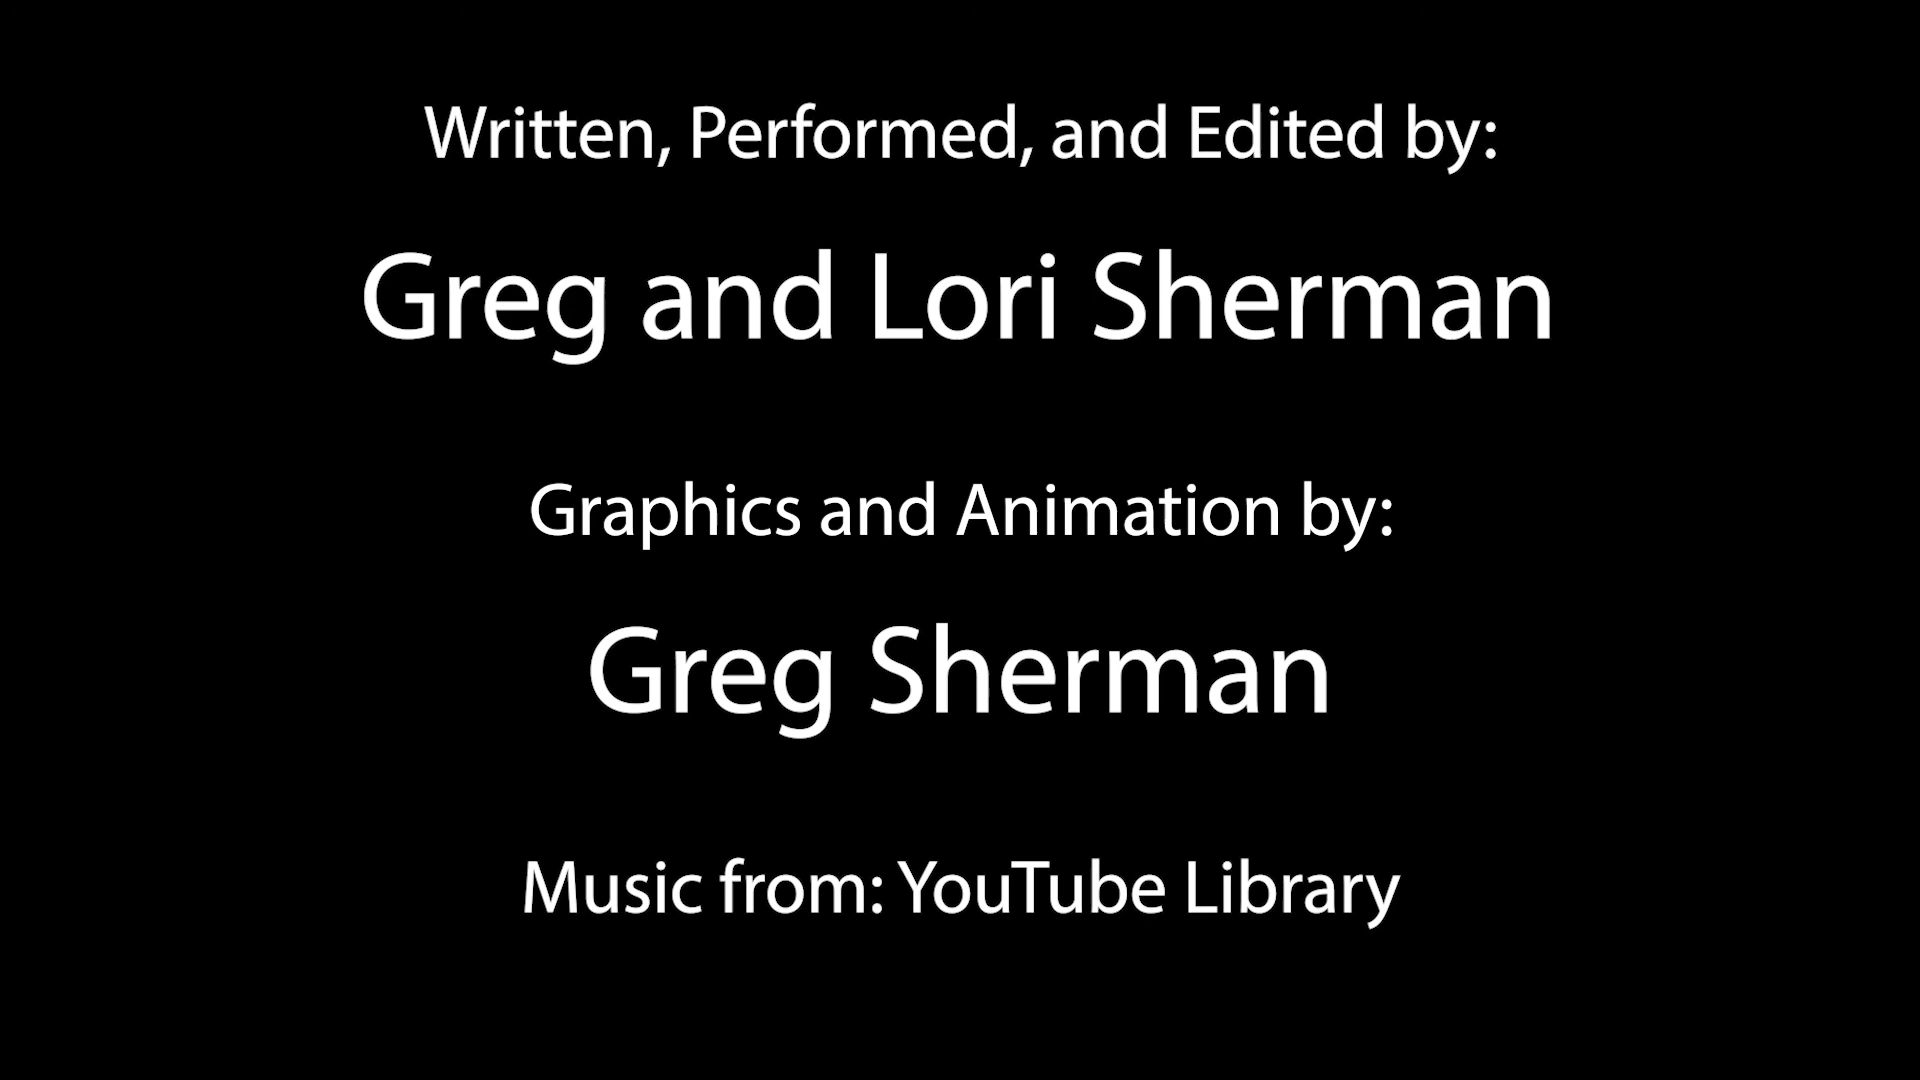 Written, Performed, and Edited by:
Greg and Lori Sherman
Graphics and Animation by:
Greg Sherman
Music from: YouTube Library